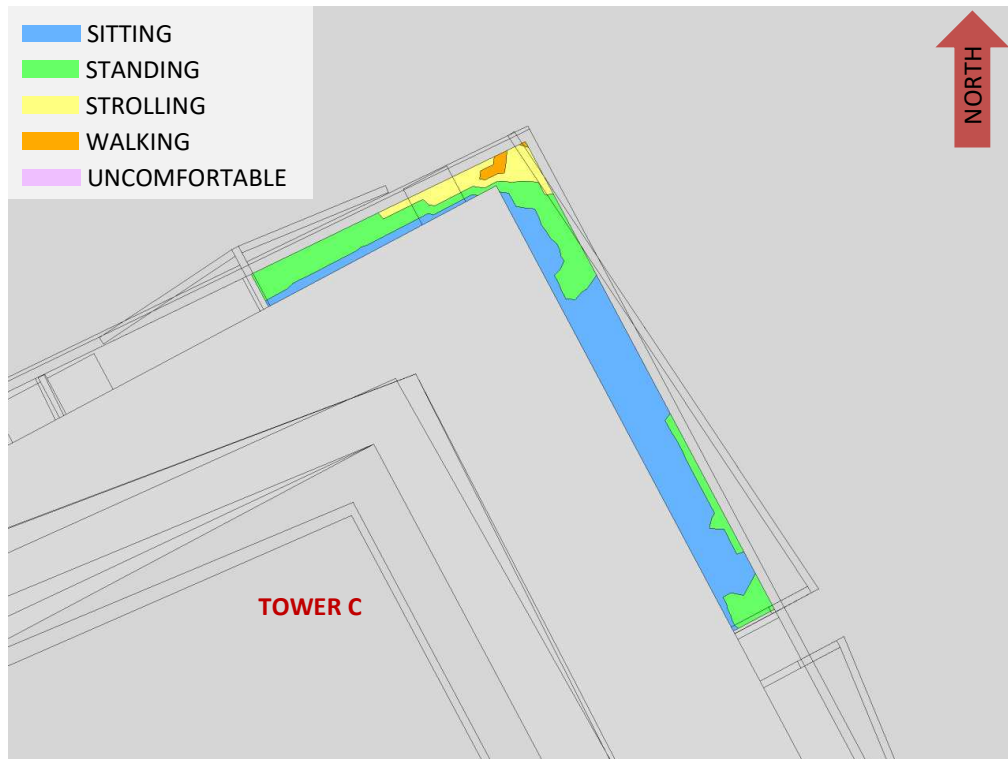 SITTING
STANDING
STROLLING
WALKING
UNCOMFORTABLE
NORTH
TOWER C